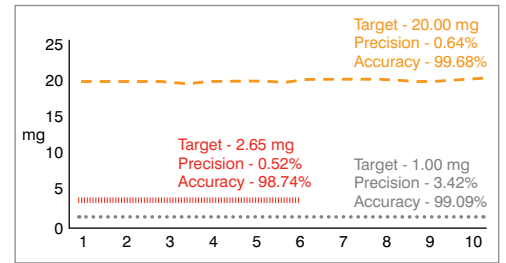 Target - 20.00 mg
Precision - 0.64%
Accuracy - 99.68%
25
20
15
mg
10
5
0
Target - 2.65 mg
Precision - 0.52%
Accuracy - 98.74%
Target - 1.00 mg
Precision - 3.42%
Accuracy - 99.09%
1 2 3 4 5 6 7 8 9 10